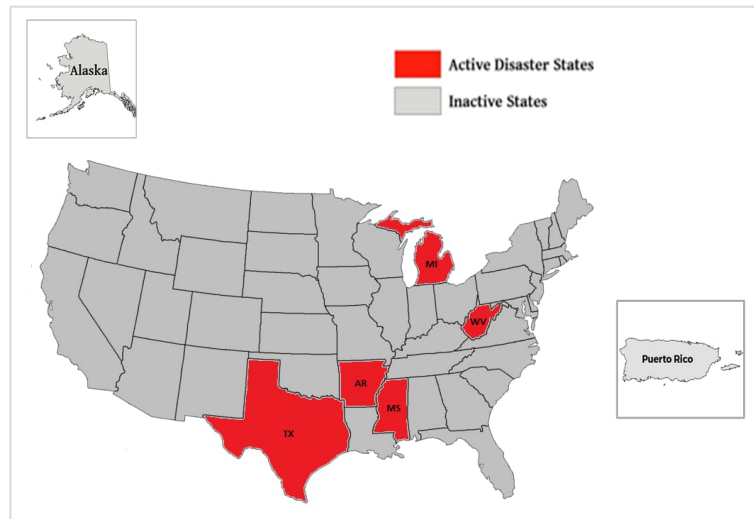 Alaska
Active Disaster States
Inactive States
MI
WV
Puerto Rico
AR
MS
TX